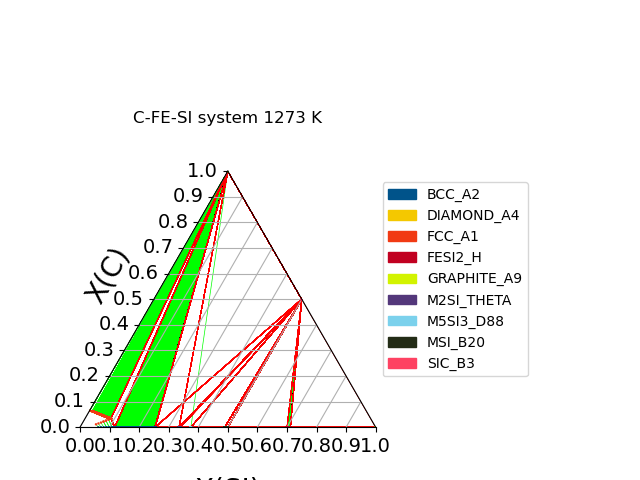 C-FE-SI system 1273 K
1.0
0.9
0.8
0.7
0.6
0.5
0.4
0.3
0.2
0.1
0.0
X(C)
0.00.10.20.30.40.50.60.70.80.91.0
X(SI)
BCC_A2
DIAMOND_A4
FCC_A1
FESI2_H
GRAPHITE_A9
M2SI_THETA
M5SI3_D88
MSI_B20
SIC_B3